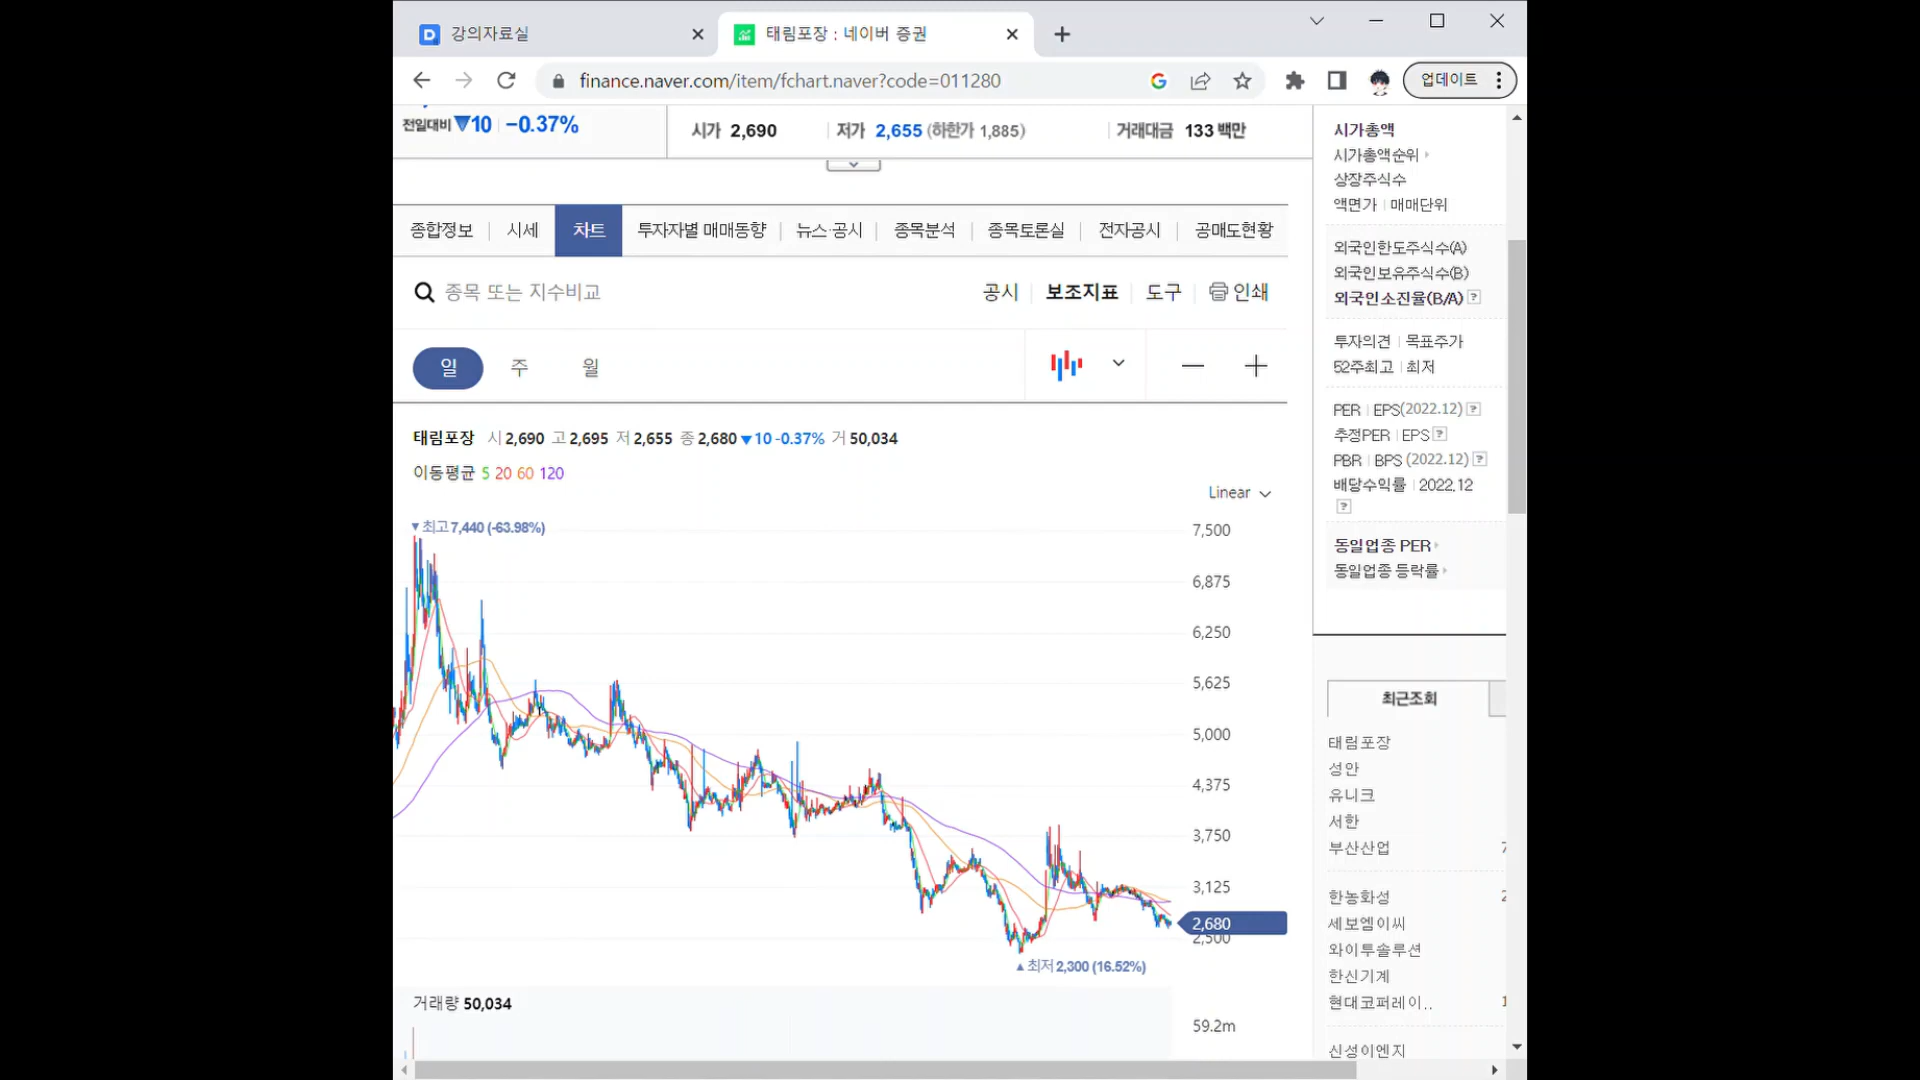 강의자료실
태림포장 : 네이버 증권
finance.naver.com/item/fchart.naver?code=011280
업데이트
전일대비 ▼10 −0.37%
시가 2,690
저가 2,655 (하한가 1,885)
거래대금 133 백만
종합정보 시세 차트 투자자별 매매동향 뉴스·공시 종목분석 종목토론실 전자공시 공매도현황
종목 또는 지수비교
공시 보조지표 도구 인쇄
일 주 월
태림포장 시 2,690 고 2,695 저 2,655 종 2,680 ▼10 -0.37% 거 50,034
이동평균 5 20 60 120
Linear
▼최고 7,440 (-63.98%)
7,500
6,875
6,250
5,625
5,000
4,375
3,750
3,125
2,680
2,500
▲최저 2,300 (16.52%)
거래량 50,034
59.2m
시가총액
시가총액순위
상장주식수
액면가 | 매매단위
외국인한도주식수(A)
외국인보유주식수(B)
외국인소진율(B/A) ?
투자의견 | 목표주가
52주최고 | 최저
PER | EPS(2022.12) ?
추정PER | EPS ?
PBR | BPS (2022.12) ?
배당수익률 | 2022.12
?
동일업종 PER
동일업종 등락률
최근조회
태림포장
성안
유니크
서한
부산산업
한농화성
세보엠이씨
와이투솔루션
한신기계
현대코퍼레이..
신성이엔지